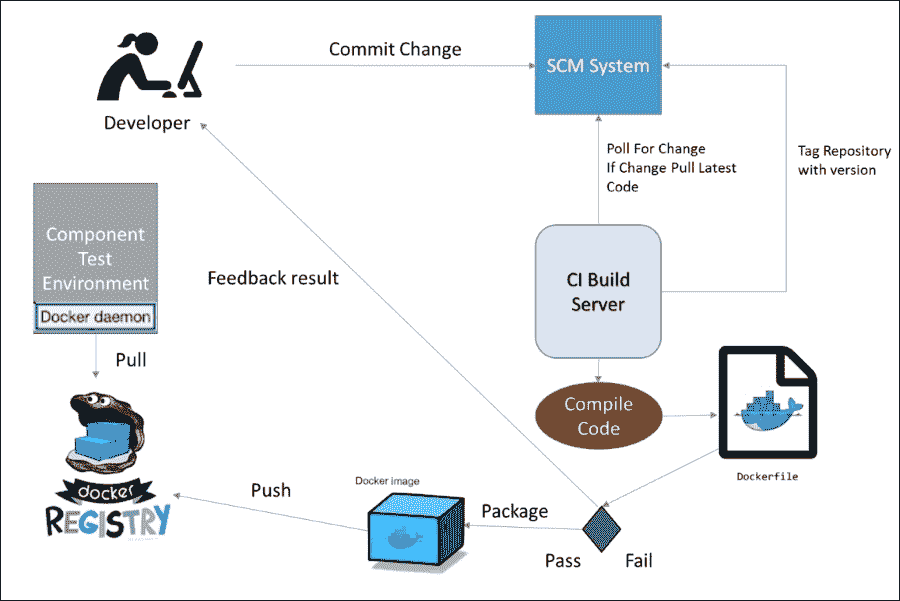 Commit Change
SCM System
Developer
Poll For Change
If Change Pull Latest
Code
Tag Repository
with version
Component
Test
Environment
Docker daemon
Feedback result
CI Build
Server
Pull
Compile
Code
Dockerfile
docker
REGISTRY
Push
Docker image
Package
Pass
Fail